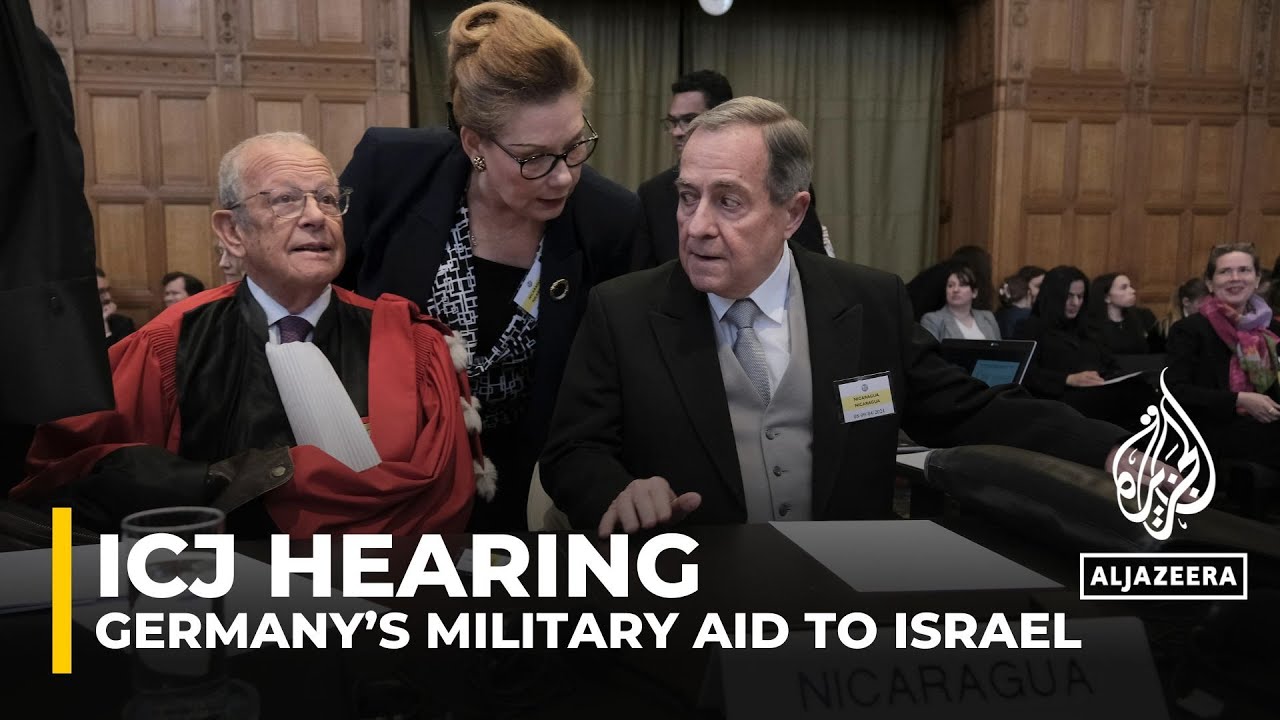 NICARAGUA
NICARAGUA
الجزيرة
ALJAZEERA
ICJ HEARING
GERMANY'S MILITARY AID TO ISRAEL
NICARAGUA